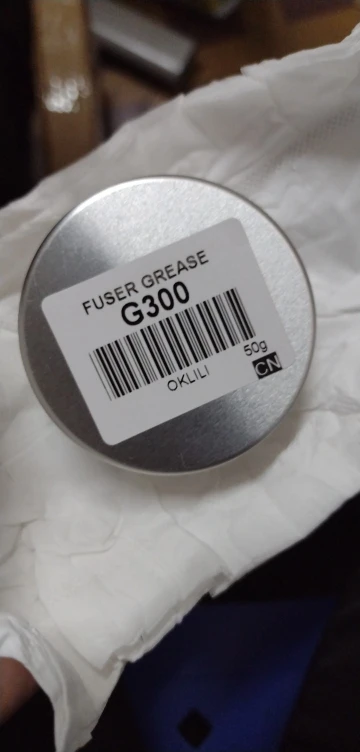 FUSER GREASE
G300
OKLILI
50g
CN